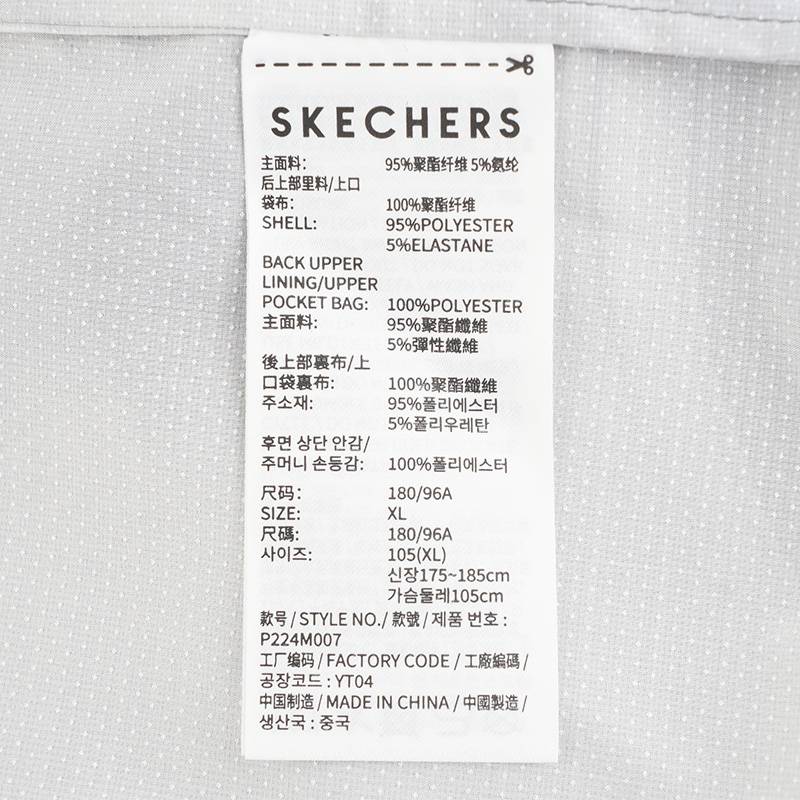 SKECHERS
主面料: 95%聚酯纤维 5%氨纶
后上部里料/上口
袋布: 100%聚酯纤维
SHELL: 95%POLYESTER
5%ELASTANE
BACK UPPER
LINING/UPPER
POCKET BAG: 100%POLYESTER
主面料: 95%聚酯纖維
5%彈性纖維
後上部裏布/上
口袋裏布: 100%聚酯纖維
주소재: 95%폴리에스터
5%폴리우레탄
후면 상단 안감/
주머니 손등감: 100%폴리에스터
尺码: 180/96A
SIZE: XL
尺碼: 180/96A
사이즈: 105(XL)
신장175~185cm
가슴둘레105cm
款号 / STYLE NO./ 款號 / 제품 번호 :
P224M007
工厂编码 / FACTORY CODE / 工廠編碼 /
공장코드 : YT04
中国制造 / MADE IN CHINA / 中國製造 /
생산국 : 중국